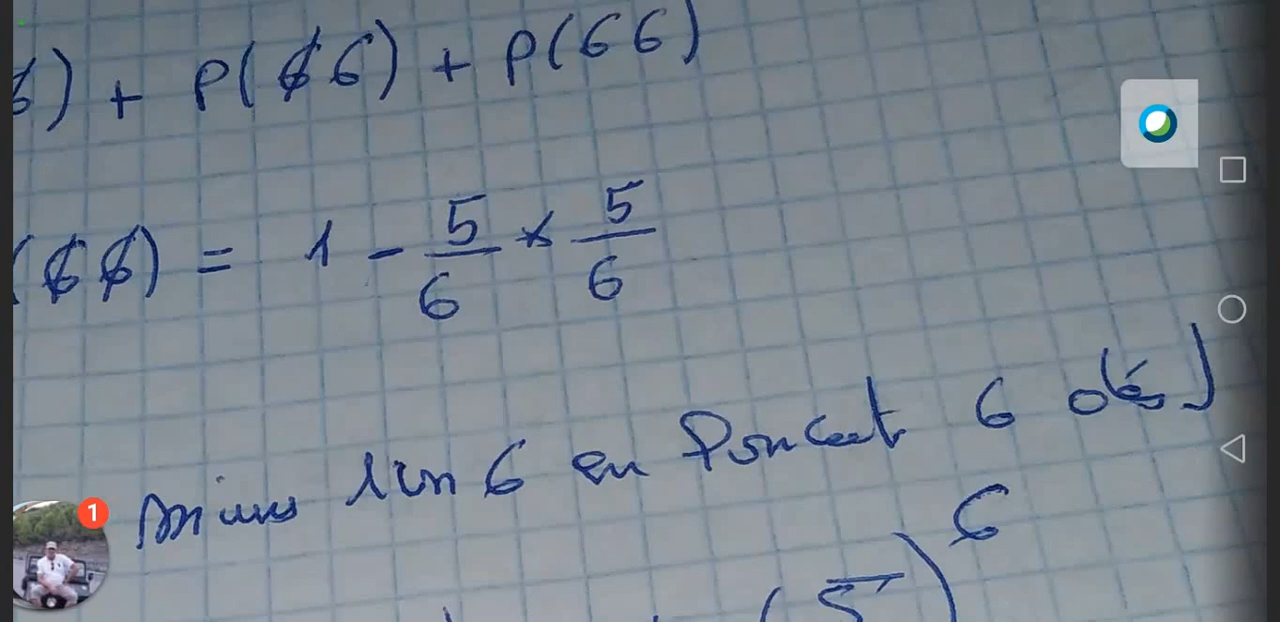 6̸) + P(6̸6) + P(66)
(6̸6̸) = 1 - 5/6 × 5/6
moins un 6 en lançant 6 dés)
(5)^6
1